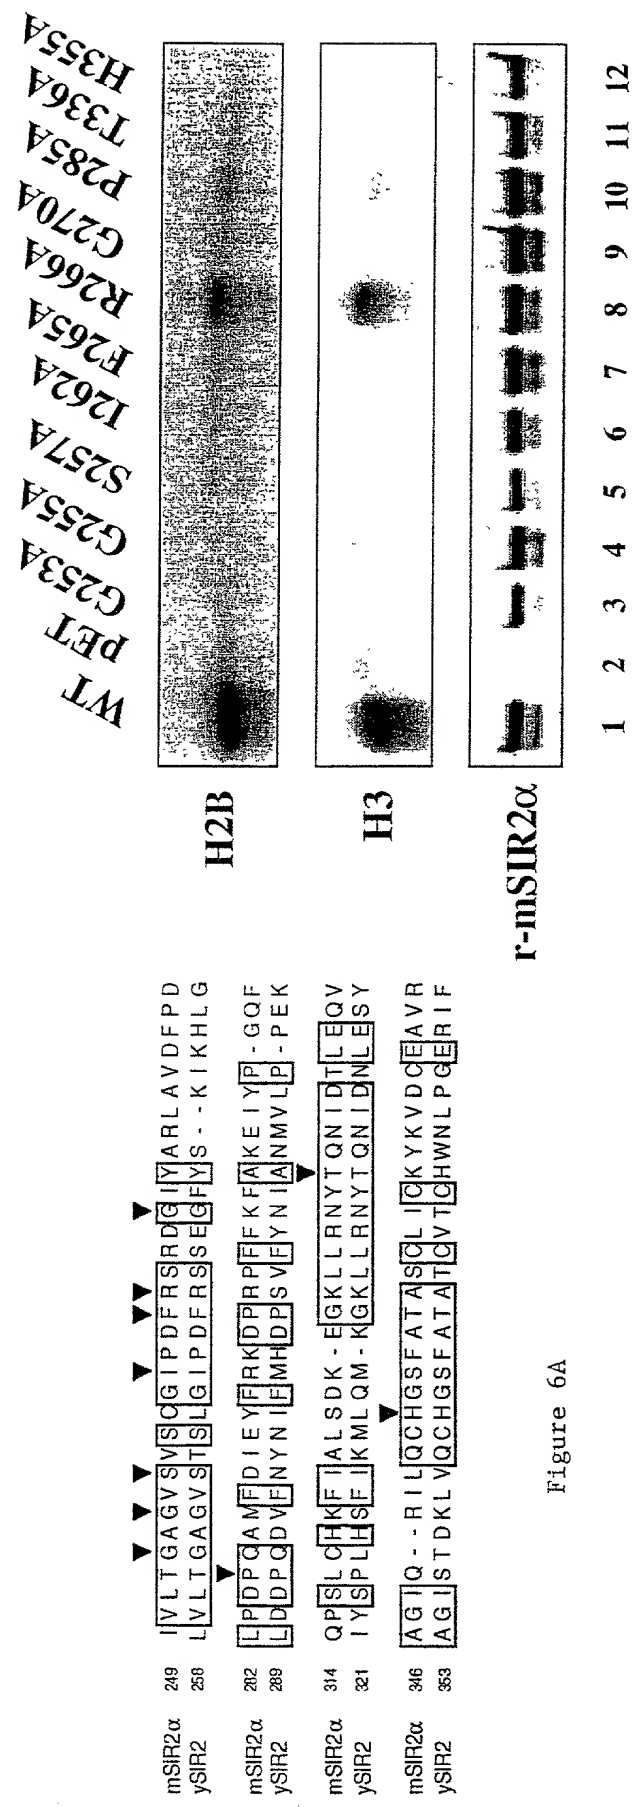 mSIR2α 249 IVLTGAGVSVSCGIPDFRSRDGIYARLAVDFPD
ySIR2 258 LVLTGAGVSTSLGIPDFRSSEGFYS--KIKHLG
mSIR2α 282 LPDPQAMFDIEYFRKDPRPFFKFAKEIYP-GQF
ySIR2 289 LDDPQDVFNYNIFMHDPSVFYNIANMVLP-PEK
mSIR2α 314 QPSLCHKFIALSDK-EGKLLRNYTQNIDTLEQV
ySIR2 321 IYSPLHSFIKMLQM-KGKLLRNYTQNIDNLESY
mSIR2α 346 AGIQ--RILQCHGSFATASCLICKYKVDCEAVR
ySIR2 353 AGISTDKLVQCHGSFATATCVTCHWNLPGERIF
Figure 6A
WT pET G253A G255A S257A I262A F265A R266A G270A P285A T336A H355A
H2B
H3
r-mSIR2α
1 2 3 4 5 6 7 8 9 10 11 12